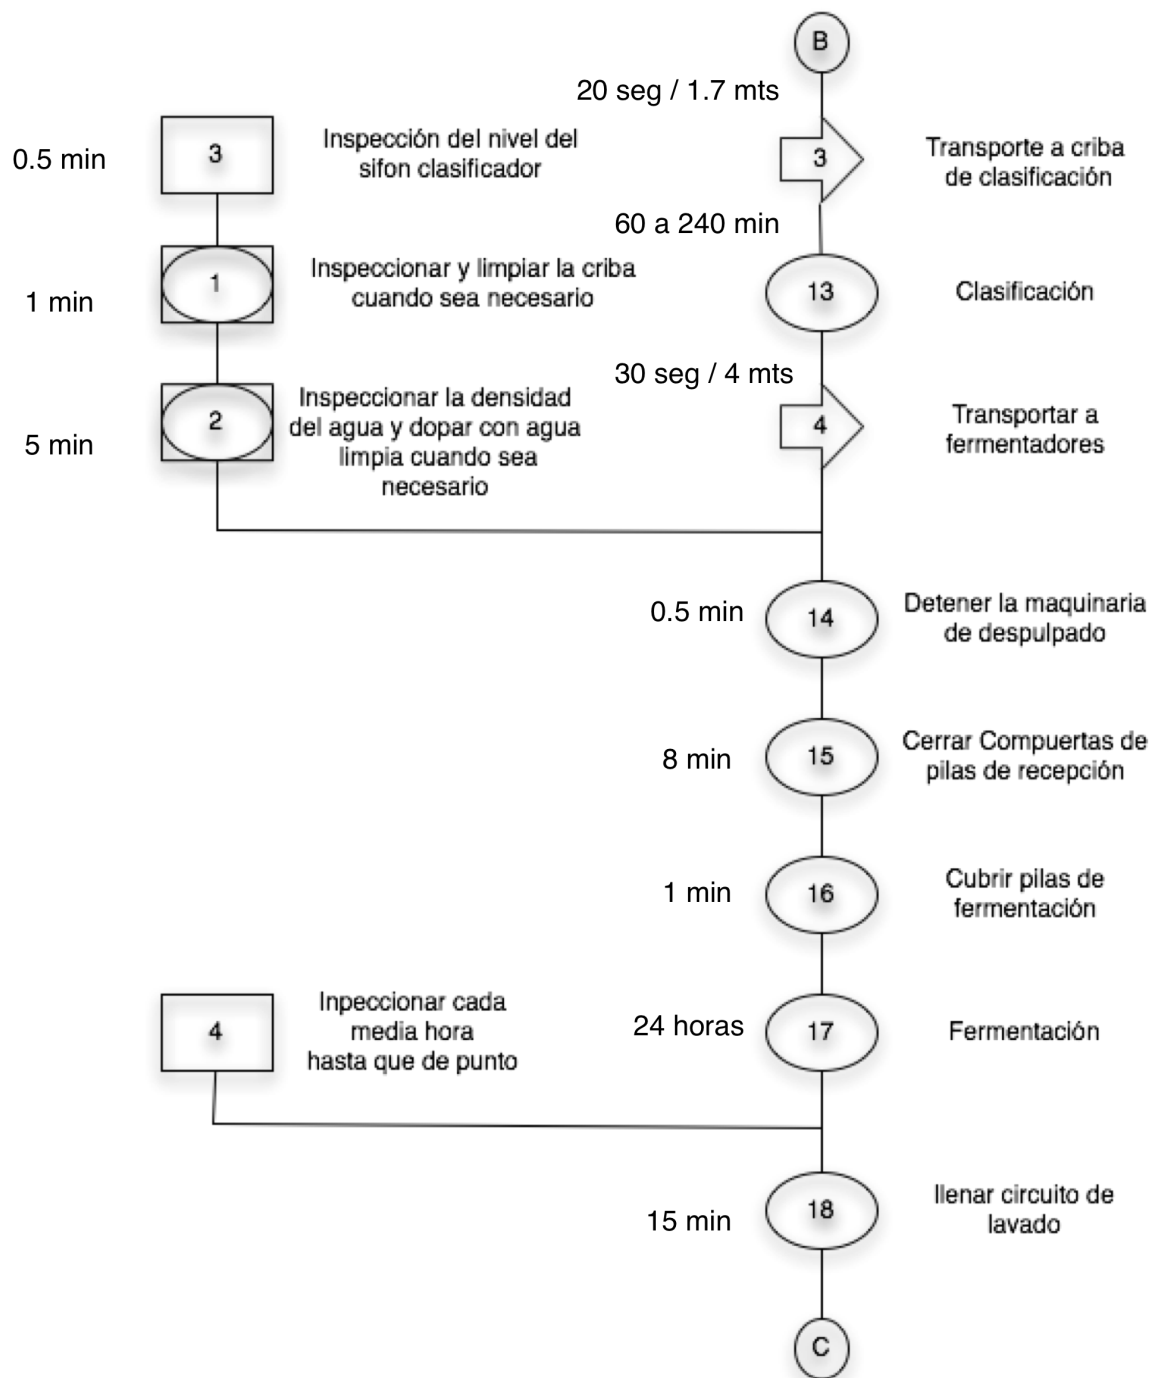 B
20 seg / 1.7 mts
0.5 min
3
Inspección del nivel del
sifon clasificador
3
Transporte a criba
de clasificación
60 a 240 min
1 min
1
Inspeccionar y limpiar la criba
cuando sea necesario
13
Clasificación
30 seg / 4 mts
5 min
2
Inspeccionar la densidad
del agua y dopar con agua
limpia cuando sea
necesario
4
Transportar a
fermentadores
0.5 min
14
Detener la maquinaria
de despulpado
8 min
15
Cerrar Compuertas de
pilas de recepción
1 min
16
Cubrir pilas de
fermentación
4
Inpeccionar cada
media hora
hasta que de punto
24 horas
17
Fermentación
15 min
18
llenar circuito de
lavado
C